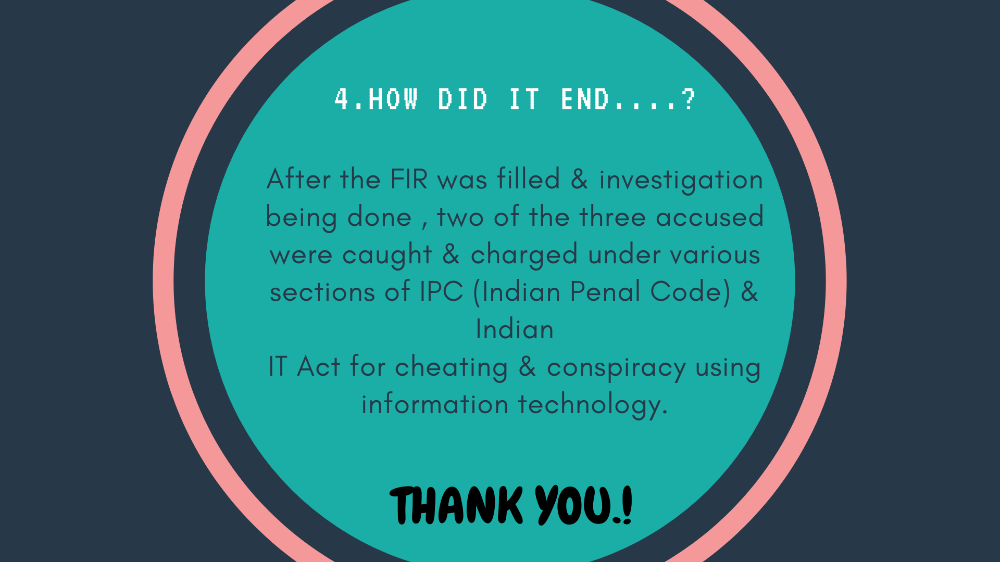 4.HOW DID IT END....?
After the FIR was filled & investigation
being done , two of the three accused
were caught & charged under various
sections of IPC (Indian Penal Code) &
Indian
IT Act for cheating & conspiracy using
information technology.
THANK YOU.!